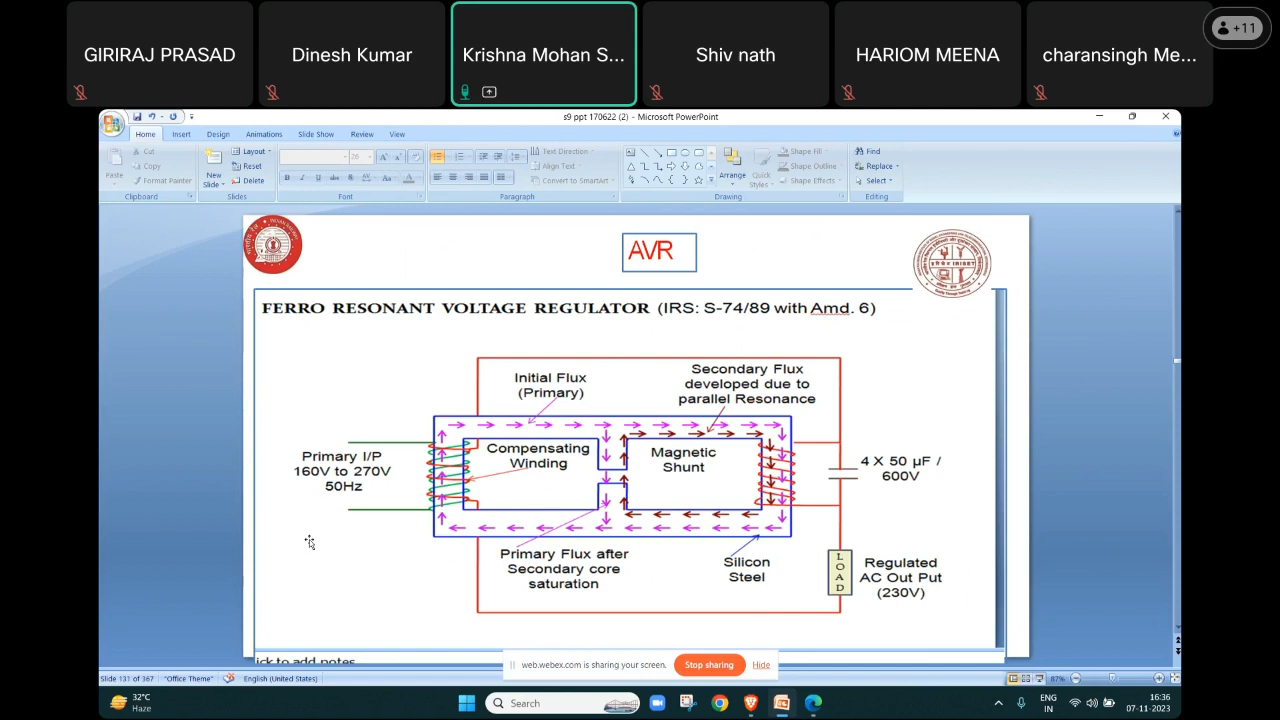 GIRIRAJ PRASAD
Dinesh Kumar
Krishna Mohan S...
Shiv nath
HARIOM MEENA
charansingh Me...
+11
s9 ppt 170622 (2) - Microsoft PowerPoint
Home Insert Design Animations Slide Show Review View
Cut
Copy
Format Painter
Paste
Clipboard
New
Slide
Layout
Reset
Delete
Slides
26
Font
Paragraph
Text Direction
Align Text
Convert to SmartArt
Arrange
Quick
Styles
Shape Fill
Shape Outline
Shape Effects
Drawing
Find
Replace
Select
Editing
AVR
FERRO RESONANT VOLTAGE REGULATOR (IRS: S-74/89 with Amd. 6)
Initial Flux
(Primary)
Secondary Flux
developed due to
parallel Resonance
Primary I/P
160V to 270V
50Hz
Compensating
Winding
Magnetic
Shunt
4 X 50 µF /
600V
Primary Flux after
Secondary core
saturation
Silicon
Steel
LOAD
Regulated
AC Out Put
(230V)
ick to add notes
web.webex.com is sharing your screen.
Stop sharing
Hide
Slide 131 of 367
"Office Theme"
English (United States)
87%
32°C
Haze
Search
ENG
IN
16:36
07-11-2023